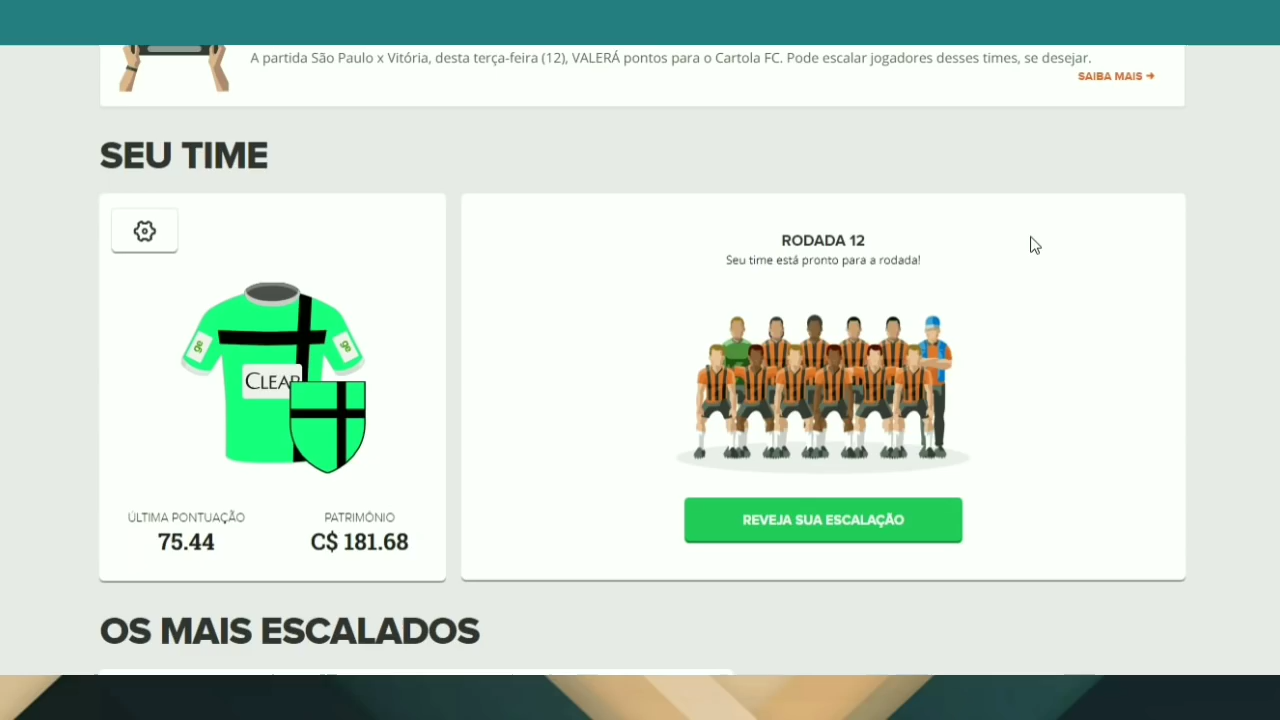 A partida São Paulo x Vitória, desta terça-feira (12), VALERÁ pontos para o Cartola FC. Pode escalar jogadores desses times, se desejar.
SAIBA MAIS ➔
SEU TIME
RODADA 12
Seu time está pronto para a rodada!
CLEAR
ÚLTIMA PONTUAÇÃO
75.44
PATRIMÔNIO
C$ 181.68
REVEJA SUA ESCALAÇÃO
OS MAIS ESCALADOS